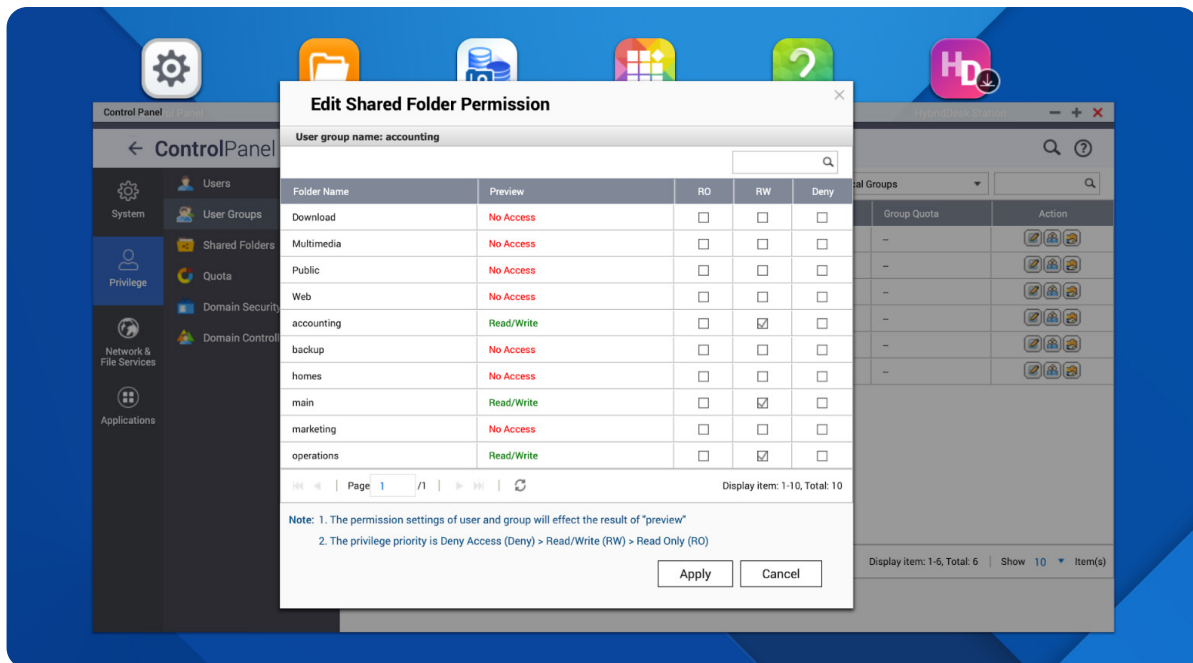 HD
Control Panel
HybridDesk Station
ControlPanel
System
Privilege
Network &
File Services
Applications
Users
User Groups
Shared Folders
Quota
Domain Security
Domain Controll
Edit Shared Folder Permission
User group name: accounting
Folder Name Preview RO RW Deny
Download No Access
Multimedia No Access
Public No Access
Web No Access
accounting Read/Write
backup No Access
homes No Access
main Read/Write
marketing No Access
operations Read/Write
Page 1 /1 Display item: 1-10, Total: 10
Note: 1. The permission settings of user and group will effect the result of "preview"
2. The privilege priority is Deny Access (Deny) > Read/Write (RW) > Read Only (RO)
Apply Cancel
cal Groups
Group Quota Action
--
--
--
--
--
--
Display item: 1-6, Total: 6 | Show 10 Item(s)